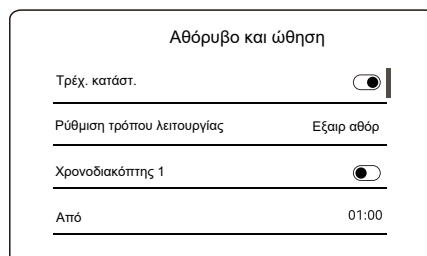 Αθόρυβο και ώθηση
Τρέχ. κατάστ.
Ρύθμιση τρόπου λειτουργίας Εξαιρ αθόρ
Χρονοδιακόπτης 1
Από 01:00